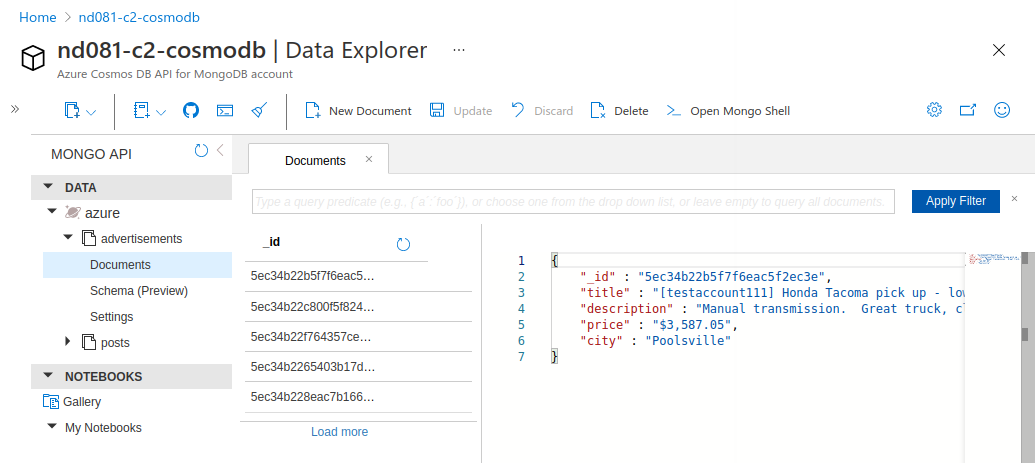 Home > nd081-c2-cosmodb
nd081-c2-cosmodb | Data Explorer ...
Azure Cosmos DB API for MongoDB account
New Document Update Discard Delete Open Mongo Shell
MONGO API
Documents
DATA
azure
advertisements
Documents
Schema (Preview)
Settings
posts
NOTEBOOKS
Gallery
My Notebooks
Type a query predicate (e.g., {´a´:´foo´}), or choose one from the drop down list, or leave empty to query all documents.
Apply Filter
_id
5ec34b22b5f7f6eac5...
5ec34b22c800f5f824...
5ec34b22f764357ce...
5ec34b2265403b17d...
5ec34b228eac7b166...
Load more
1 {
2 "_id" : "5ec34b22b5f7f6eac5f2ec3e",
3 "title" : "[testaccount111] Honda Tacoma pick up - lo
4 "description" : "Manual transmission.  Great truck, c
5 "price" : "$3,587.05",
6 "city" : "Poolsville"
7 }